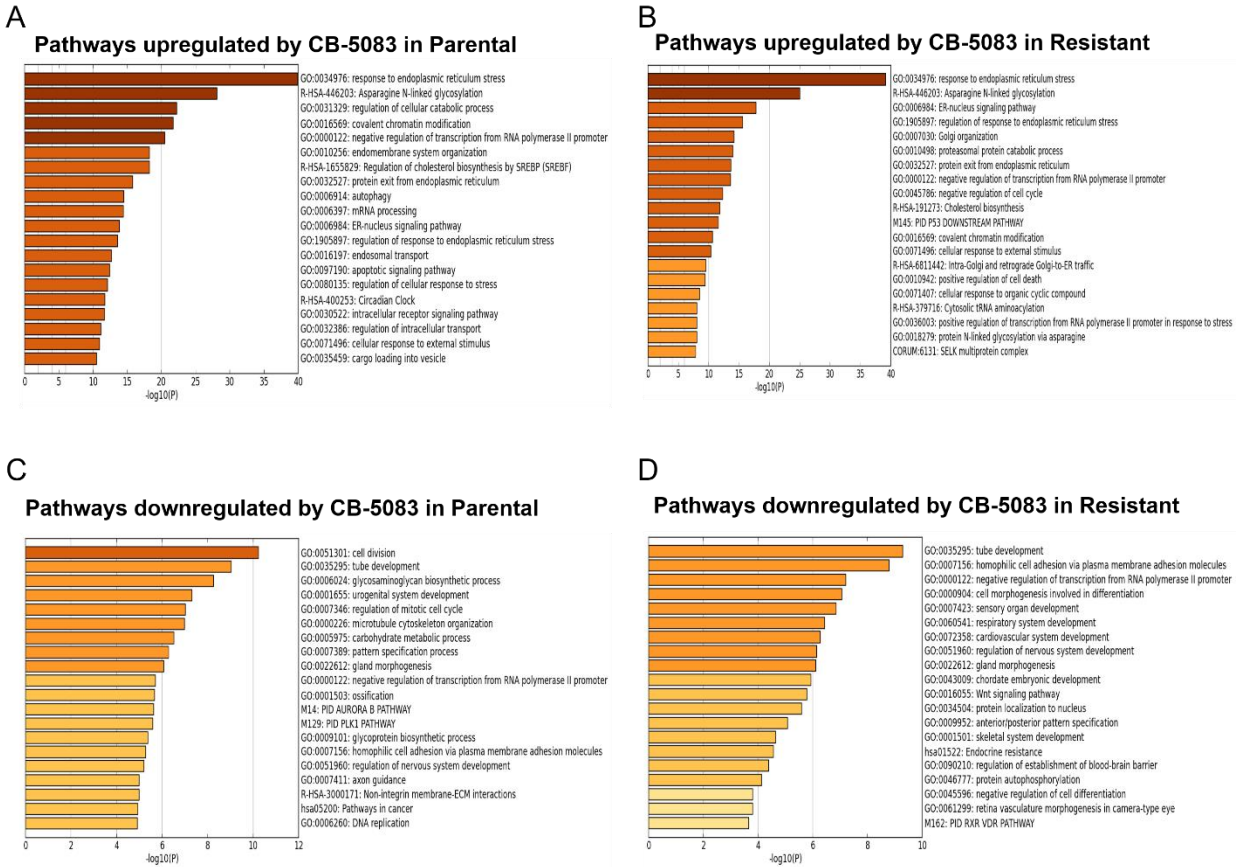 A
Pathways upregulated by CB-5083 in Parental
GO:0034976: response to endoplasmic reticulum stress
R-HSA-446203: Asparagine N-linked glycosylation
GO:0031329: regulation of cellular catabolic process
GO:0016569: covalent chromatin modification
GO:0000122: negative regulation of transcription from RNA polymerase II promoter
GO:0010256: endomembrane system organization
R-HSA-1655829: Regulation of cholesterol biosynthesis by SREBP (SREBF)
GO:0032527: protein exit from endoplasmic reticulum
GO:0006914: autophagy
GO:0006397: mRNA processing
GO:0006984: ER-nucleus signaling pathway
GO:1905897: regulation of response to endoplasmic reticulum stress
GO:0016197: endosomal transport
GO:0097190: apoptotic signaling pathway
GO:0080135: regulation of cellular response to stress
R-HSA-400253: Circadian Clock
GO:0030522: intracellular receptor signaling pathway
GO:0032386: regulation of intracellular transport
GO:0071496: cellular response to external stimulus
GO:0035459: cargo loading into vesicle
0 5 10 15 20 30 40
-log10(P)
B
Pathways upregulated by CB-5083 in Resistant
GO:0034976: response to endoplasmic reticulum stress
R-HSA-446203: Asparagine N-linked glycosylation
GO:0006984: ER-nucleus signaling pathway
GO:1905897: regulation of response to endoplasmic reticulum stress
GO:0007030: Golgi organization
GO:0010498: proteasomal protein catabolic process
GO:0032527: protein exit from endoplasmic reticulum
GO:0000122: negative regulation of transcription from RNA polymerase II promoter
GO:0045786: negative regulation of cell cycle
R-HSA-191273: Cholesterol biosynthesis
M145: PID P53 DOWNSTREAM PATHWAY
GO:0016569: covalent chromatin modification
GO:0071496: cellular response to external stimulus
R-HSA-6811442: Intra-Golgi and retrograde Golgi-to-ER traffic
GO:0010942: positive regulation of cell death
GO:0071407: cellular response to organic cyclic compound
R-HSA-379716: Cytosolic tRNA aminoacylation
GO:0036003: positive regulation of transcription from RNA polymerase II promoter in response to stress
GO:0018279: protein N-linked glycosylation via asparagine
CORUM:6131: SELK multiprotein complex
0 5 10 15 20 25 30 35 40
-log10(P)
C
Pathways downregulated by CB-5083 in Parental
GO:0051301: cell division
GO:0035295: tube development
GO:0006024: glycosaminoglycan biosynthetic process
GO:0001655: urogenital system development
GO:0007346: regulation of mitotic cell cycle
GO:0000226: microtubule cytoskeleton organization
GO:0005975: carbohydrate metabolic process
GO:0007389: pattern specification process
GO:0022612: gland morphogenesis
GO:0000122: negative regulation of transcription from RNA polymerase II promoter
GO:0001503: ossification
M14: PID AURORA B PATHWAY
M129: PID PLK1 PATHWAY
GO:0009101: glycoprotein biosynthetic process
GO:0007156: homophilic cell adhesion via plasma membrane adhesion molecules
GO:0051960: regulation of nervous system development
GO:0007411: axon guidance
R-HSA-3000171: Non-integrin membrane-ECM interactions
hsa05200: Pathways in cancer
GO:0006260: DNA replication
0 2 4 6 8 10 12
-log10(P)
D
Pathways downregulated by CB-5083 in Resistant
GO:0035295: tube development
GO:0007156: homophilic cell adhesion via plasma membrane adhesion molecules
GO:0000122: negative regulation of transcription from RNA polymerase II promoter
GO:0000904: cell morphogenesis involved in differentiation
GO:0007423: sensory organ development
GO:0060541: respiratory system development
GO:0072358: cardiovascular system development
GO:0051960: regulation of nervous system development
GO:0022612: gland morphogenesis
GO:0043009: chordate embryonic development
GO:0016055: Wnt signaling pathway
GO:0034504: protein localization to nucleus
GO:0009952: anterior/posterior pattern specification
GO:0001501: skeletal system development
hsa01522: Endocrine resistance
GO:0090210: regulation of establishment of blood-brain barrier
GO:0046777: protein autophosphorylation
GO:0045596: negative regulation of cell differentiation
GO:0061299: retina vasculature morphogenesis in camera-type eye
M162: PID RXR VDR PATHWAY
0 2 4 6 8 10
-log10(P)